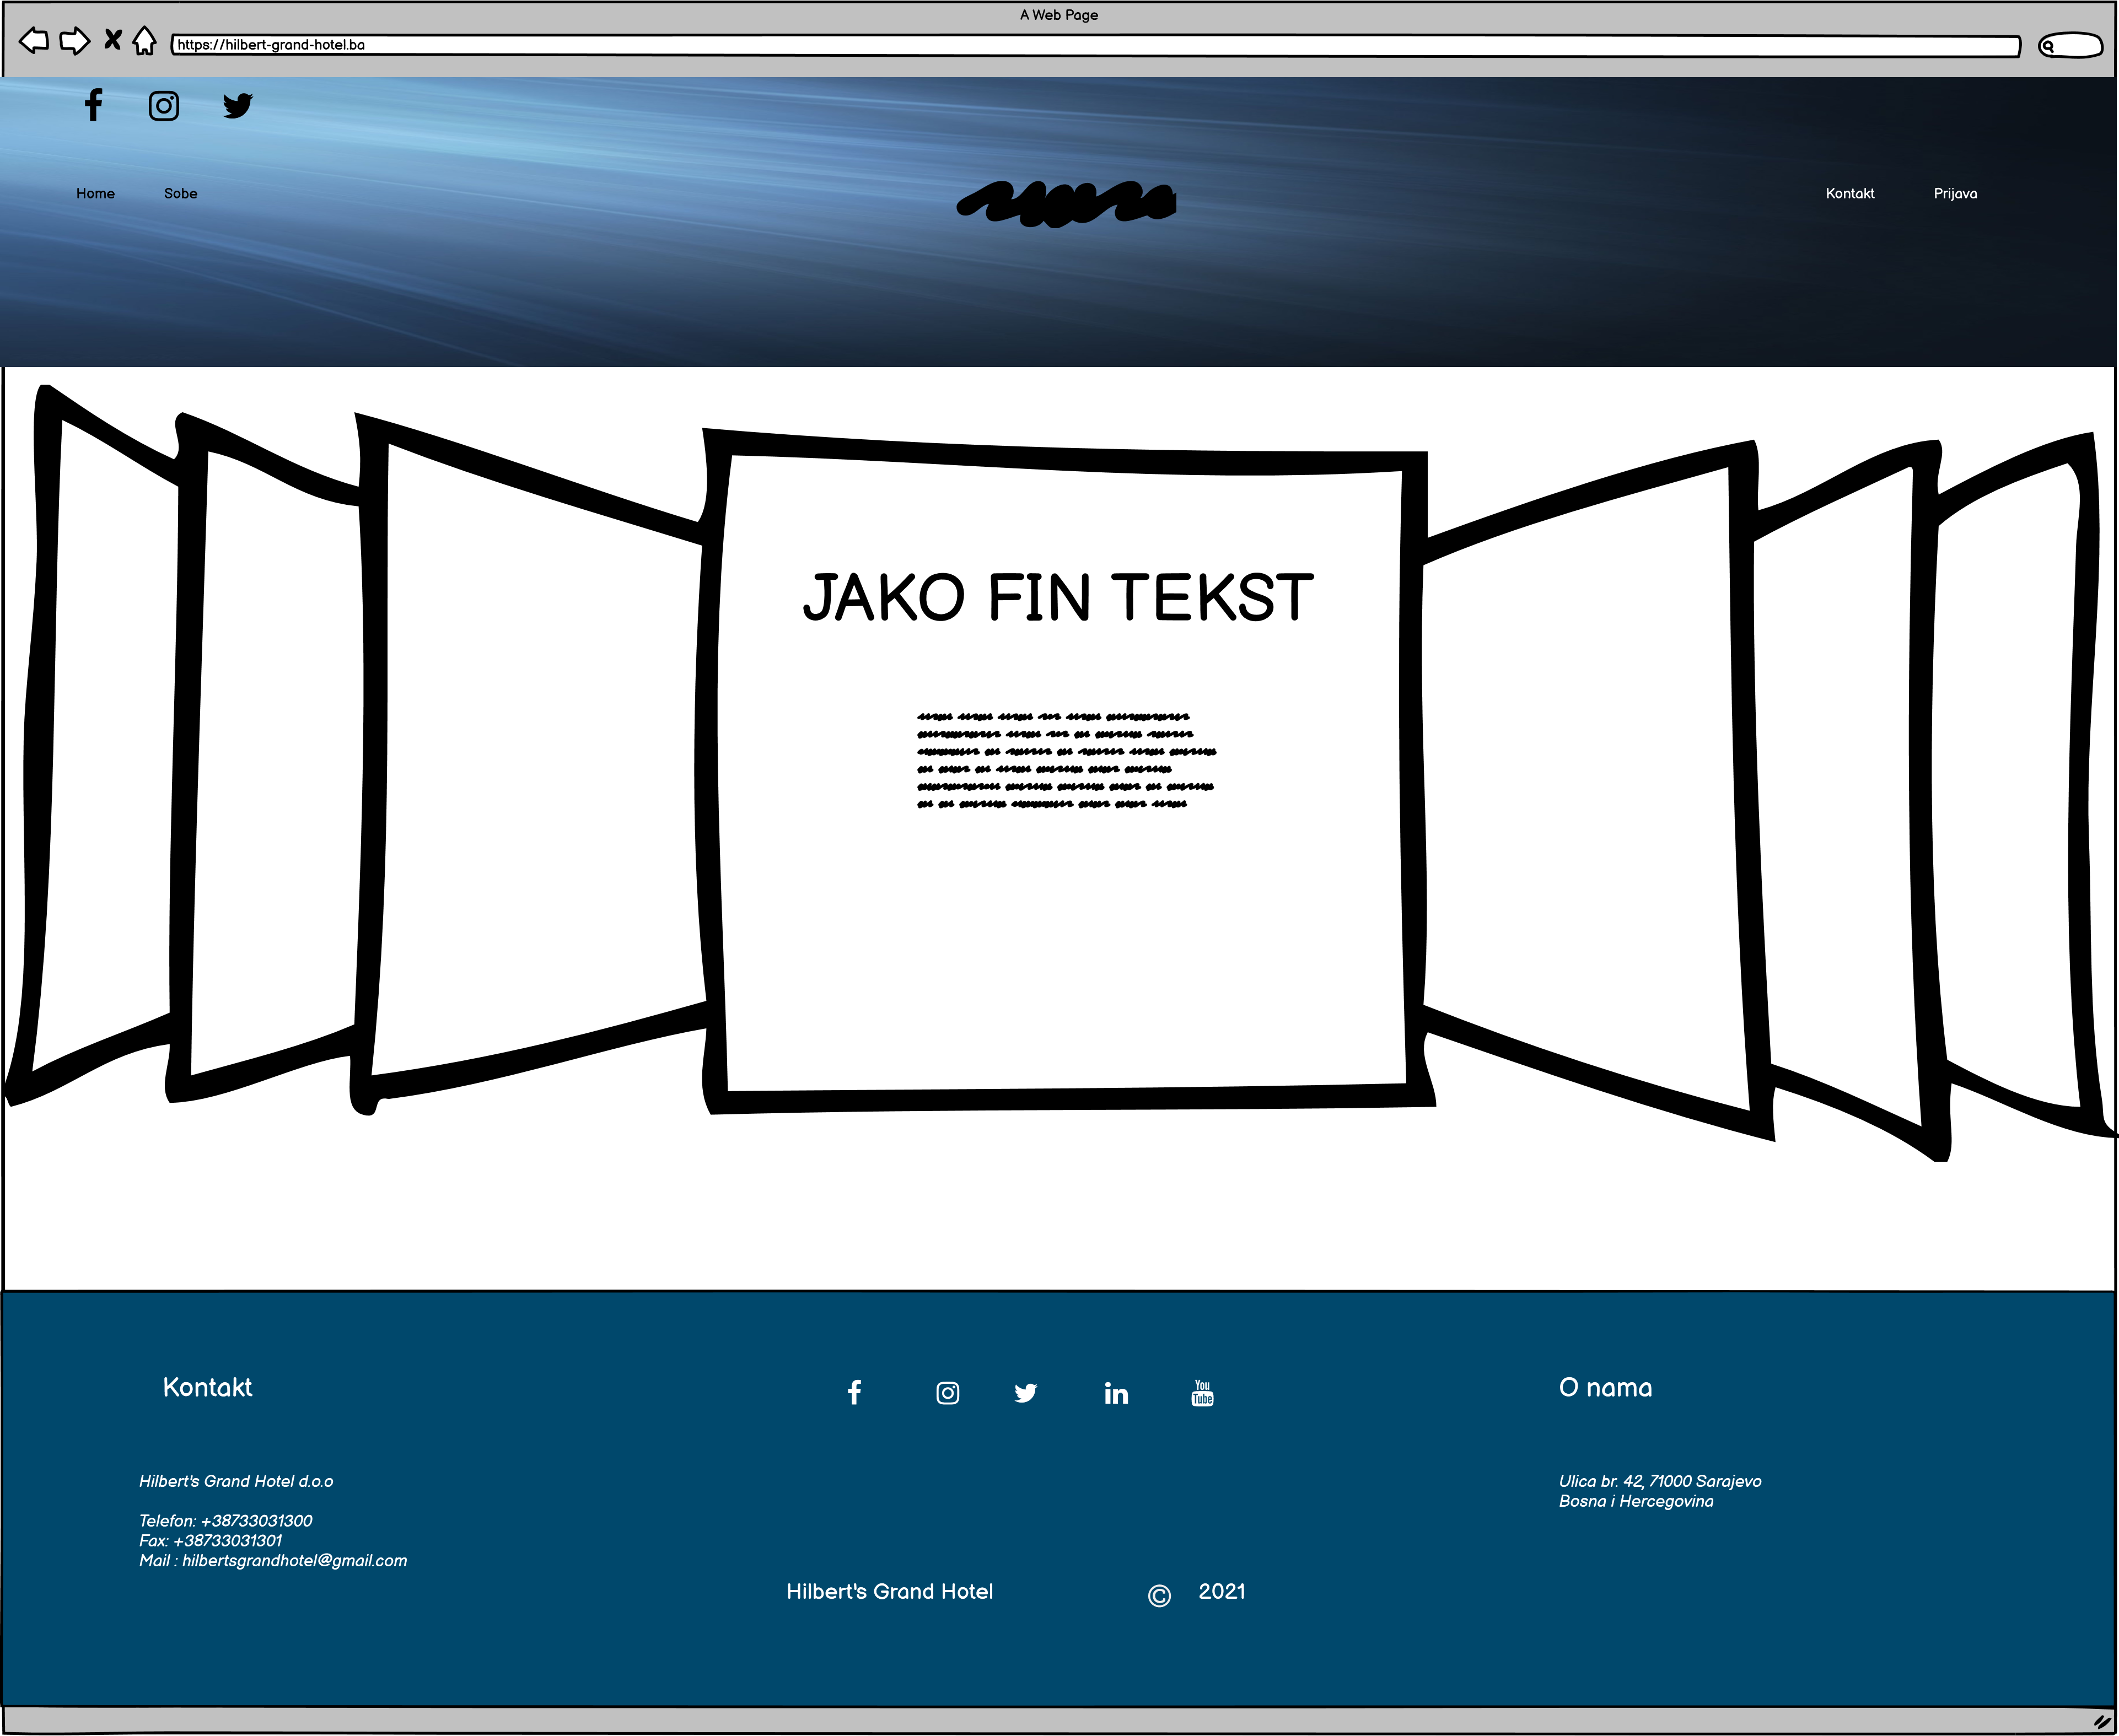 A Web Page
https://hilbert-grand-hotel.ba
Home Sobe Kontakt Prijava
JAKO FIN TEKST
Kontakt
You
Tube
O nama
Hilbert's Grand Hotel d.o.o
Telefon: +38733031300
Fax: +38733031301
Mail : hilbertsgrandhotel@gmail.com
Ulica br. 42, 71000 Sarajevo
Bosna i Hercegovina
Hilbert's Grand Hotel © 2021